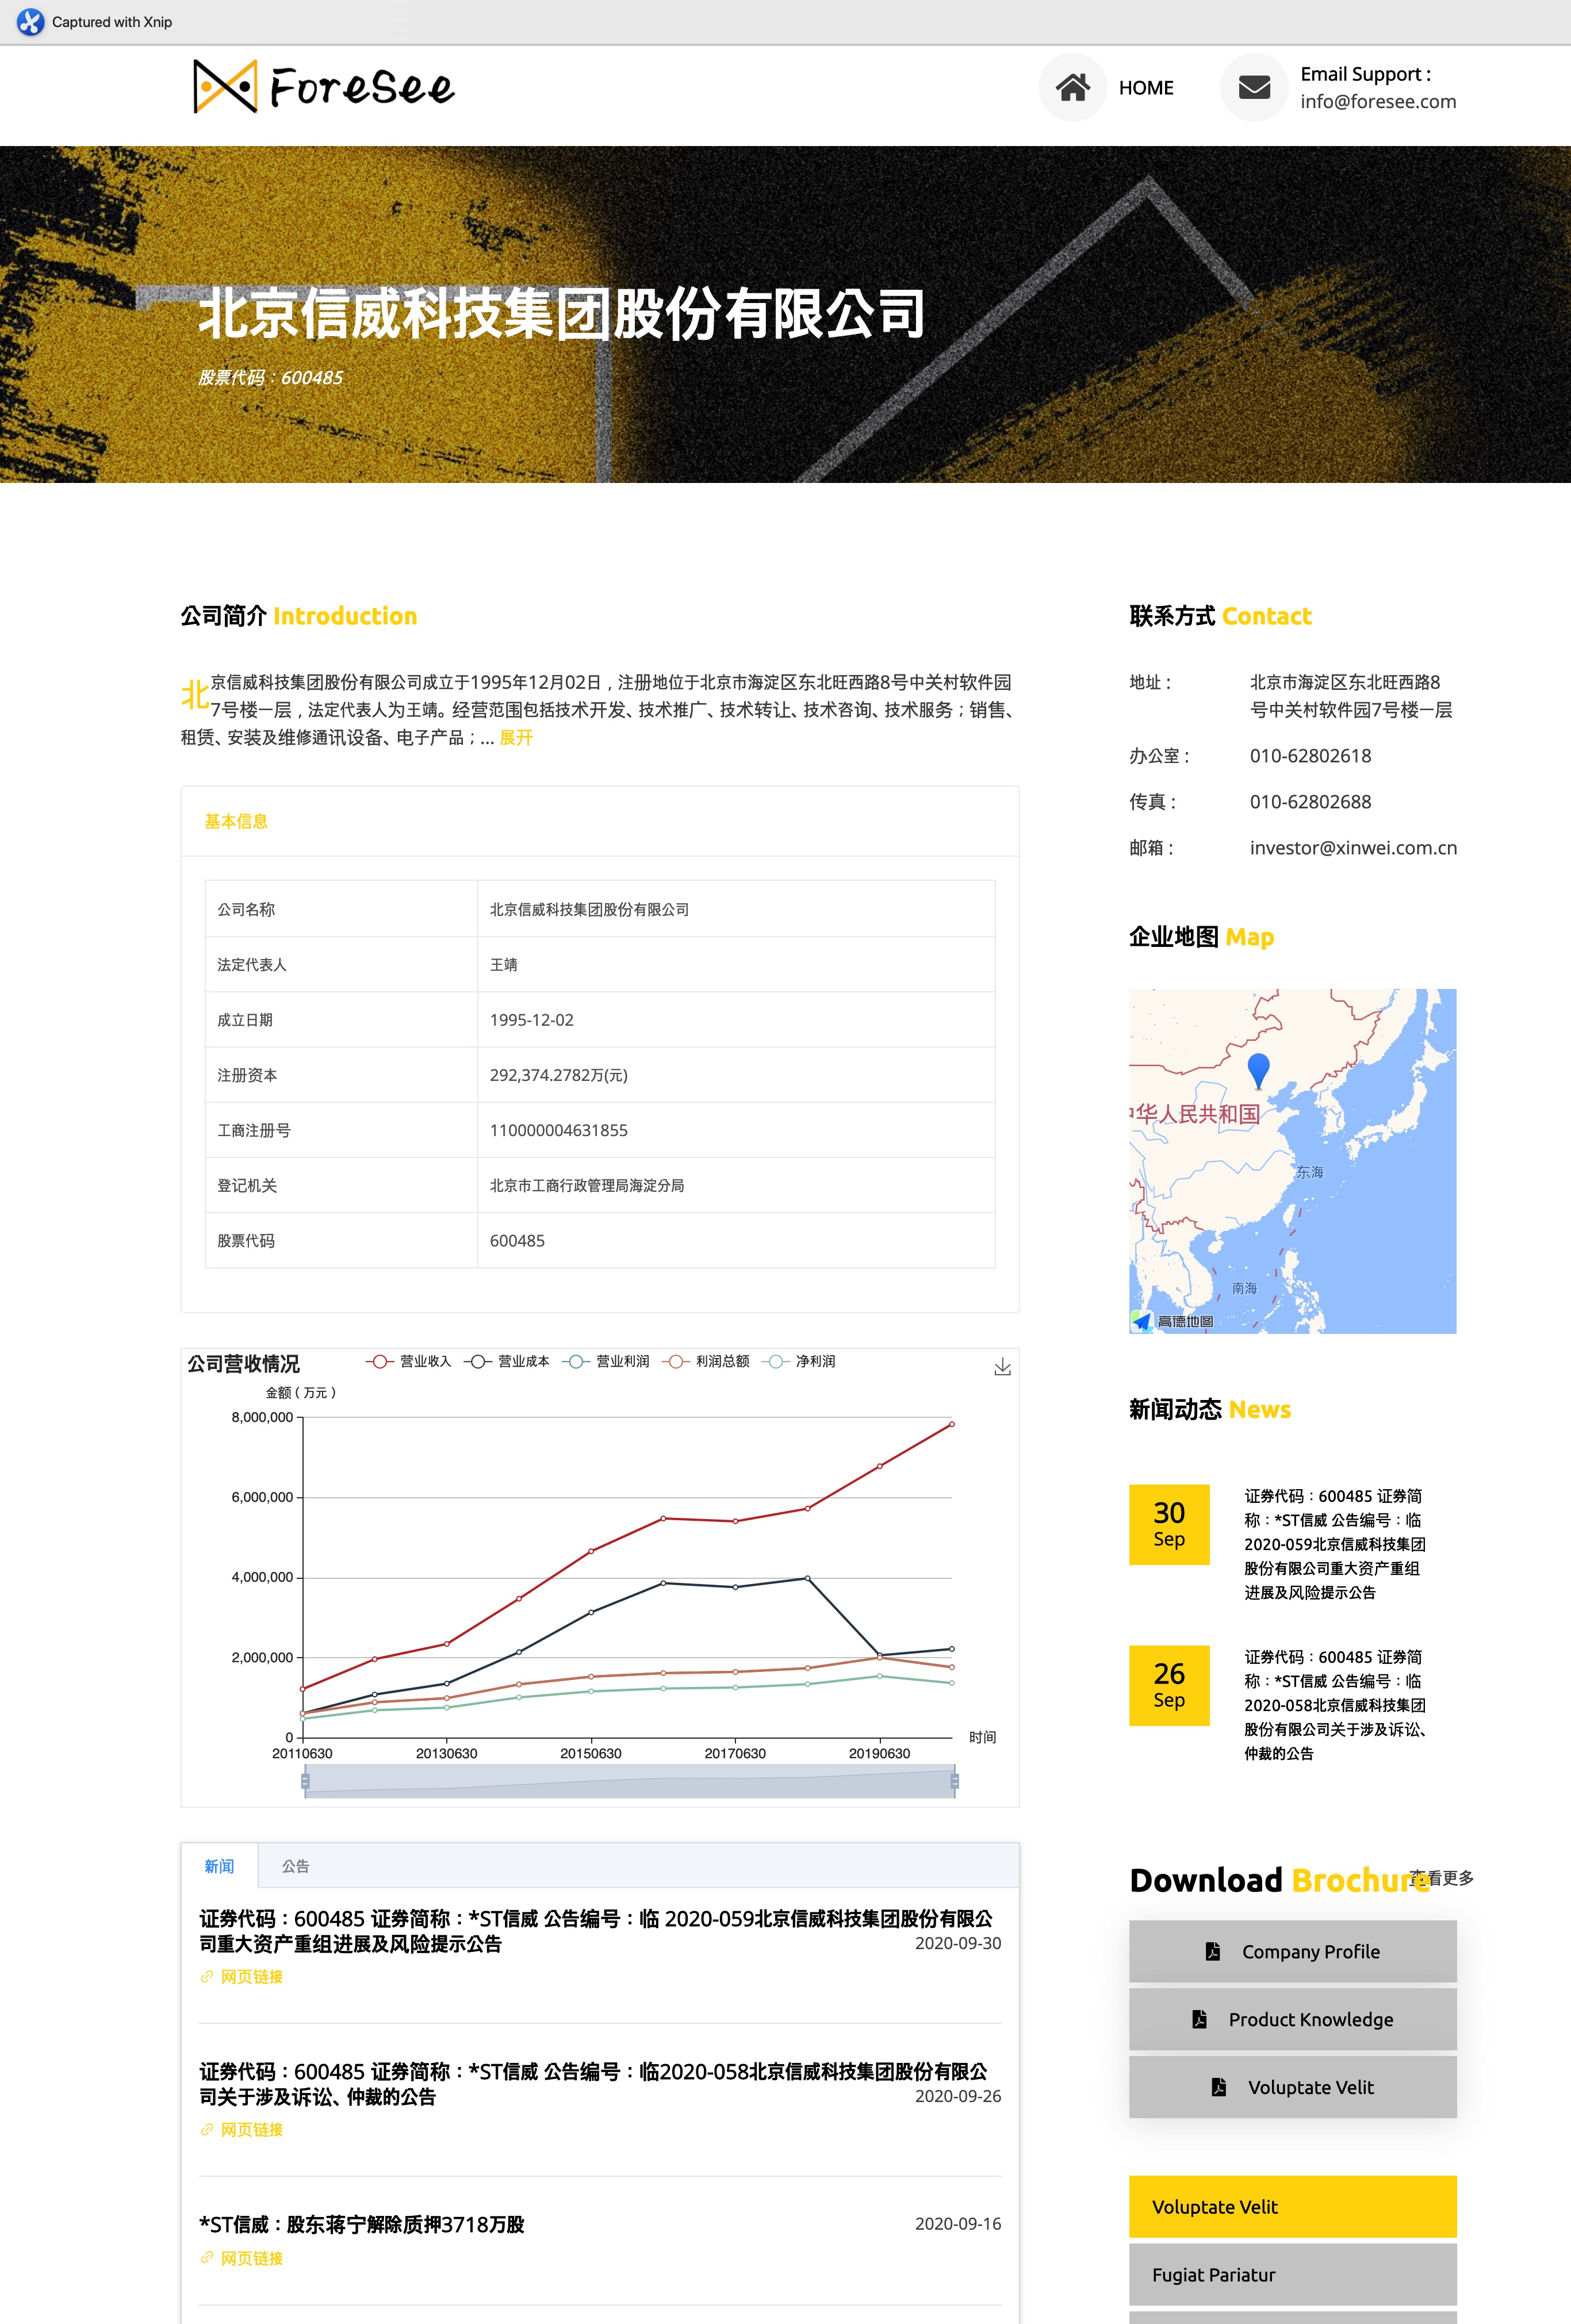 Captured with Xnip
ForeSee
HOME
Email Support :
info@foresee.com
北京信威科技集团股份有限公司
股票代码：600485
公司简介 Introduction
北京信威科技集团股份有限公司成立于1995年12月02日，注册地位于北京市海淀区东北旺西路8号中关村软件园
7号楼一层，法定代表人为王靖。经营范围包括技术开发、技术推广、技术转让、技术咨询、技术服务；销售、
租赁、安装及维修通讯设备、电子产品；... 展开
基本信息
公司名称 北京信威科技集团股份有限公司
法定代表人 王靖
成立日期 1995-12-02
注册资本 292,374.2782万(元)
工商注册号 110000004631855
登记机关 北京市工商行政管理局海淀分局
股票代码 600485
公司营收情况
营业收入 营业成本 营业利润 利润总额 净利润
金额（万元）
8,000,000
6,000,000
4,000,000
2,000,000
0
时间
20110630 20130630 20150630 20170630 20190630
新闻 公告
证券代码：600485 证券简称：*ST信威 公告编号：临 2020-059北京信威科技集团股份有限公
司重大资产重组进展及风险提示公告
2020-09-30
网页链接
证券代码：600485 证券简称：*ST信威 公告编号：临2020-058北京信威科技集团股份有限公
司关于涉及诉讼、仲裁的公告
2020-09-26
网页链接
*ST信威：股东蒋宁解除质押3718万股
2020-09-16
网页链接
联系方式 Contact
地址： 北京市海淀区东北旺西路8
号中关村软件园7号楼一层
办公室： 010-62802618
传真： 010-62802688
邮箱： investor@xinwei.com.cn
企业地图 Map
中华人民共和国
东海
南海
高德地图
新闻动态 News
30
Sep
证券代码：600485 证券简
称：*ST信威 公告编号：临
2020-059北京信威科技集团
股份有限公司重大资产重组
进展及风险提示公告
26
Sep
证券代码：600485 证券简
称：*ST信威 公告编号：临
2020-058北京信威科技集团
股份有限公司关于涉及诉讼、
仲裁的公告
Download Brochure
查看更多
Company Profile
Product Knowledge
Voluptate Velit
Voluptate Velit
Fugiat Pariatur